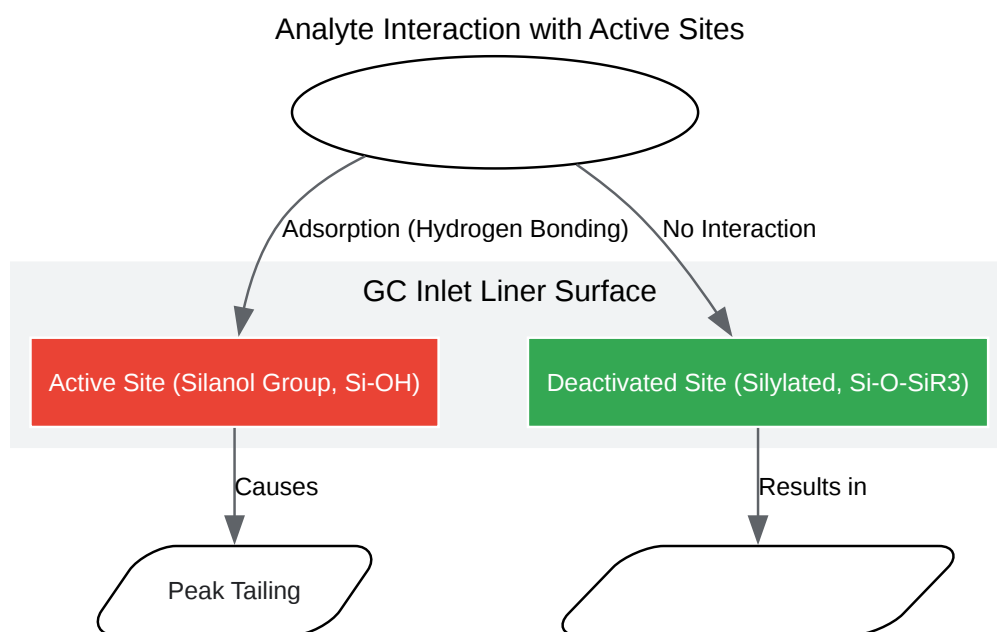 Analyte Interaction with Active Sites
Adsorption (Hydrogen Bonding)
No Interaction
GC Inlet Liner Surface
Active Site (Silanol Group, Si-OH)
Deactivated Site (Silylated, Si-O-SiR3)
Causes
Results in
Peak Tailing